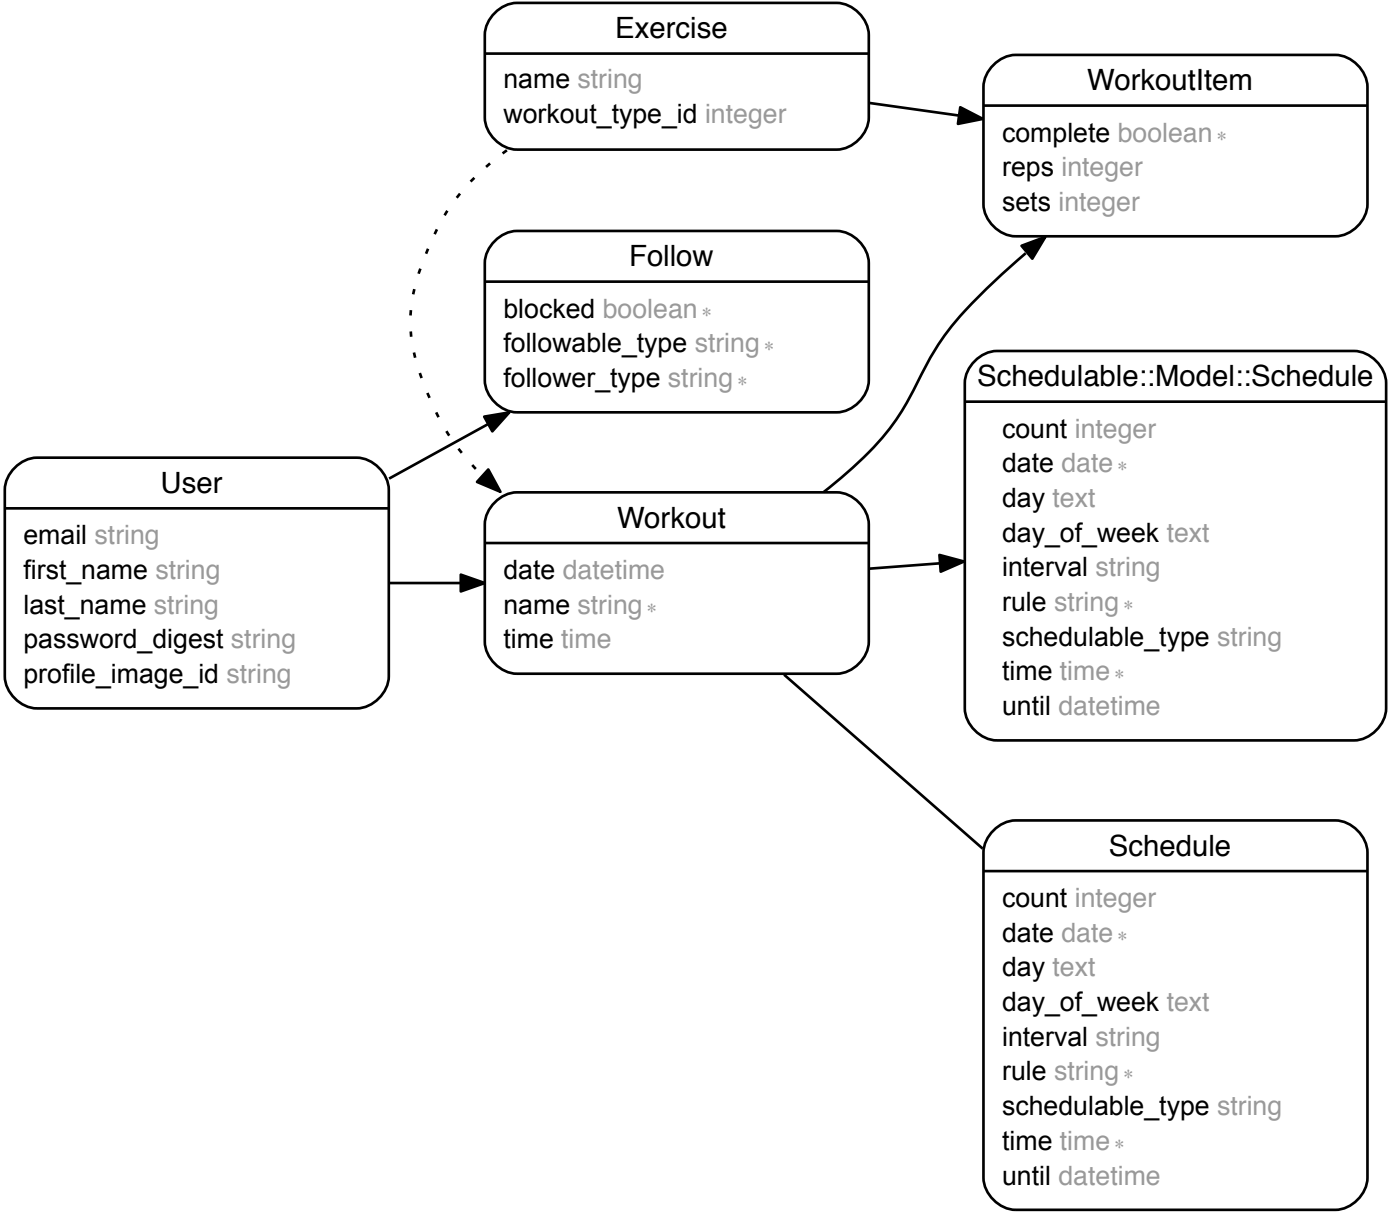 Exercise
name string
workout_type_id integer
WorkoutItem
complete boolean *
reps integer
sets integer
Follow
blocked boolean *
followable_type string *
follower_type string *
Schedulable::Model::Schedule
count integer
date date *
day text
day_of_week text
interval string
rule string *
schedulable_type string
time time *
until datetime
User
email string
first_name string
last_name string
password_digest string
profile_image_id string
Workout
date datetime
name string *
time time
Schedule
count integer
date date *
day text
day_of_week text
interval string
rule string *
schedulable_type string
time time *
until datetime